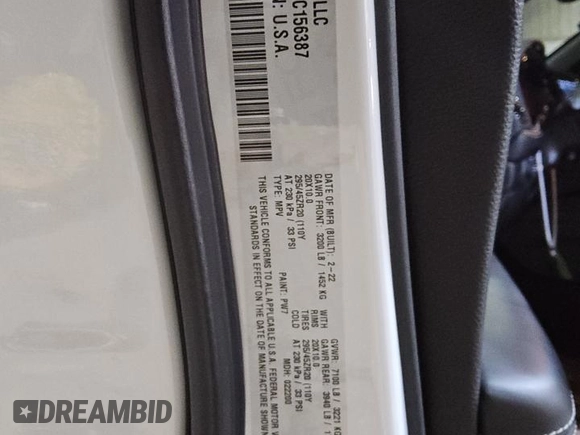 LLC
C156387
N: U.S.A.
DATE OF MFR (BUILT): 2-22 GVWR: 7100 LB / 3221 KG
GAWR FRONT: 3200 LB / 1452 KG WITH GAWR REAR: 3940 LB /
20X10.0 RIMS 20X10.0
295/45ZR20 (110Y TIRES 295/45ZR20 (110Y
AT 230 kPa / 33 PSI COLD AT 230 kPa / 33 PSI
TYPE: MPV PAINT: PW7 MDH: 022200
THIS VEHICLE CONFORMS TO ALL APPLICABLE U.S.A. FEDERAL MOTOR
STANDARDS IN EFFECT ON THE DATE OF MANUFACTURE SHOWN
DREAMBID